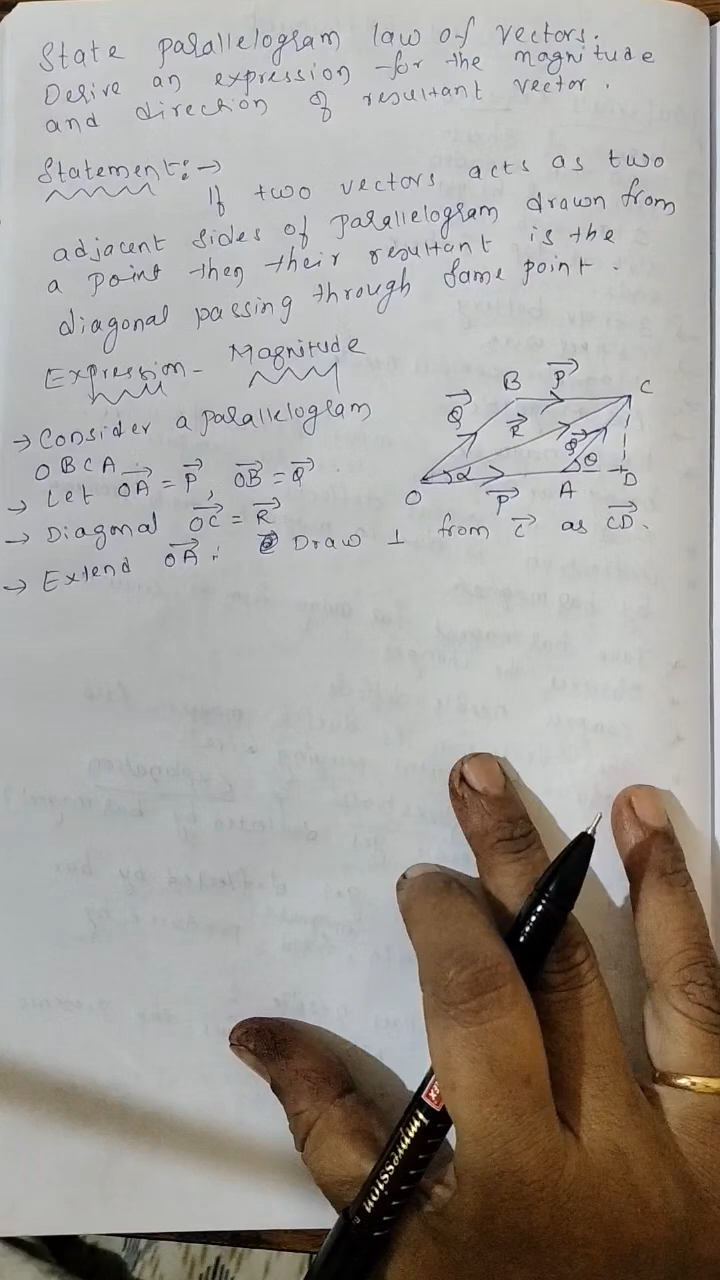 State parallelogram law of vectors.
Derive an expression for the magnitude
and direction of resultant vector.
Statement:→
If two vectors acts as two
adjacent sides of parallelogram drawn from
a point then their resultant is the
diagonal passing through same point.
Expression - Magnitude
→ Consider a parallelogram
OBCA.
→ Let OA⃗ = P⃗, OB⃗ = Q⃗
→ Diagonal OC⃗ = R⃗
→ Extend OA⃗. Draw ⊥ from C⃗ as CD⃗.
B P⃗ C
Q⃗ R⃗ Q⃗
O α P⃗ A θ D
Impression